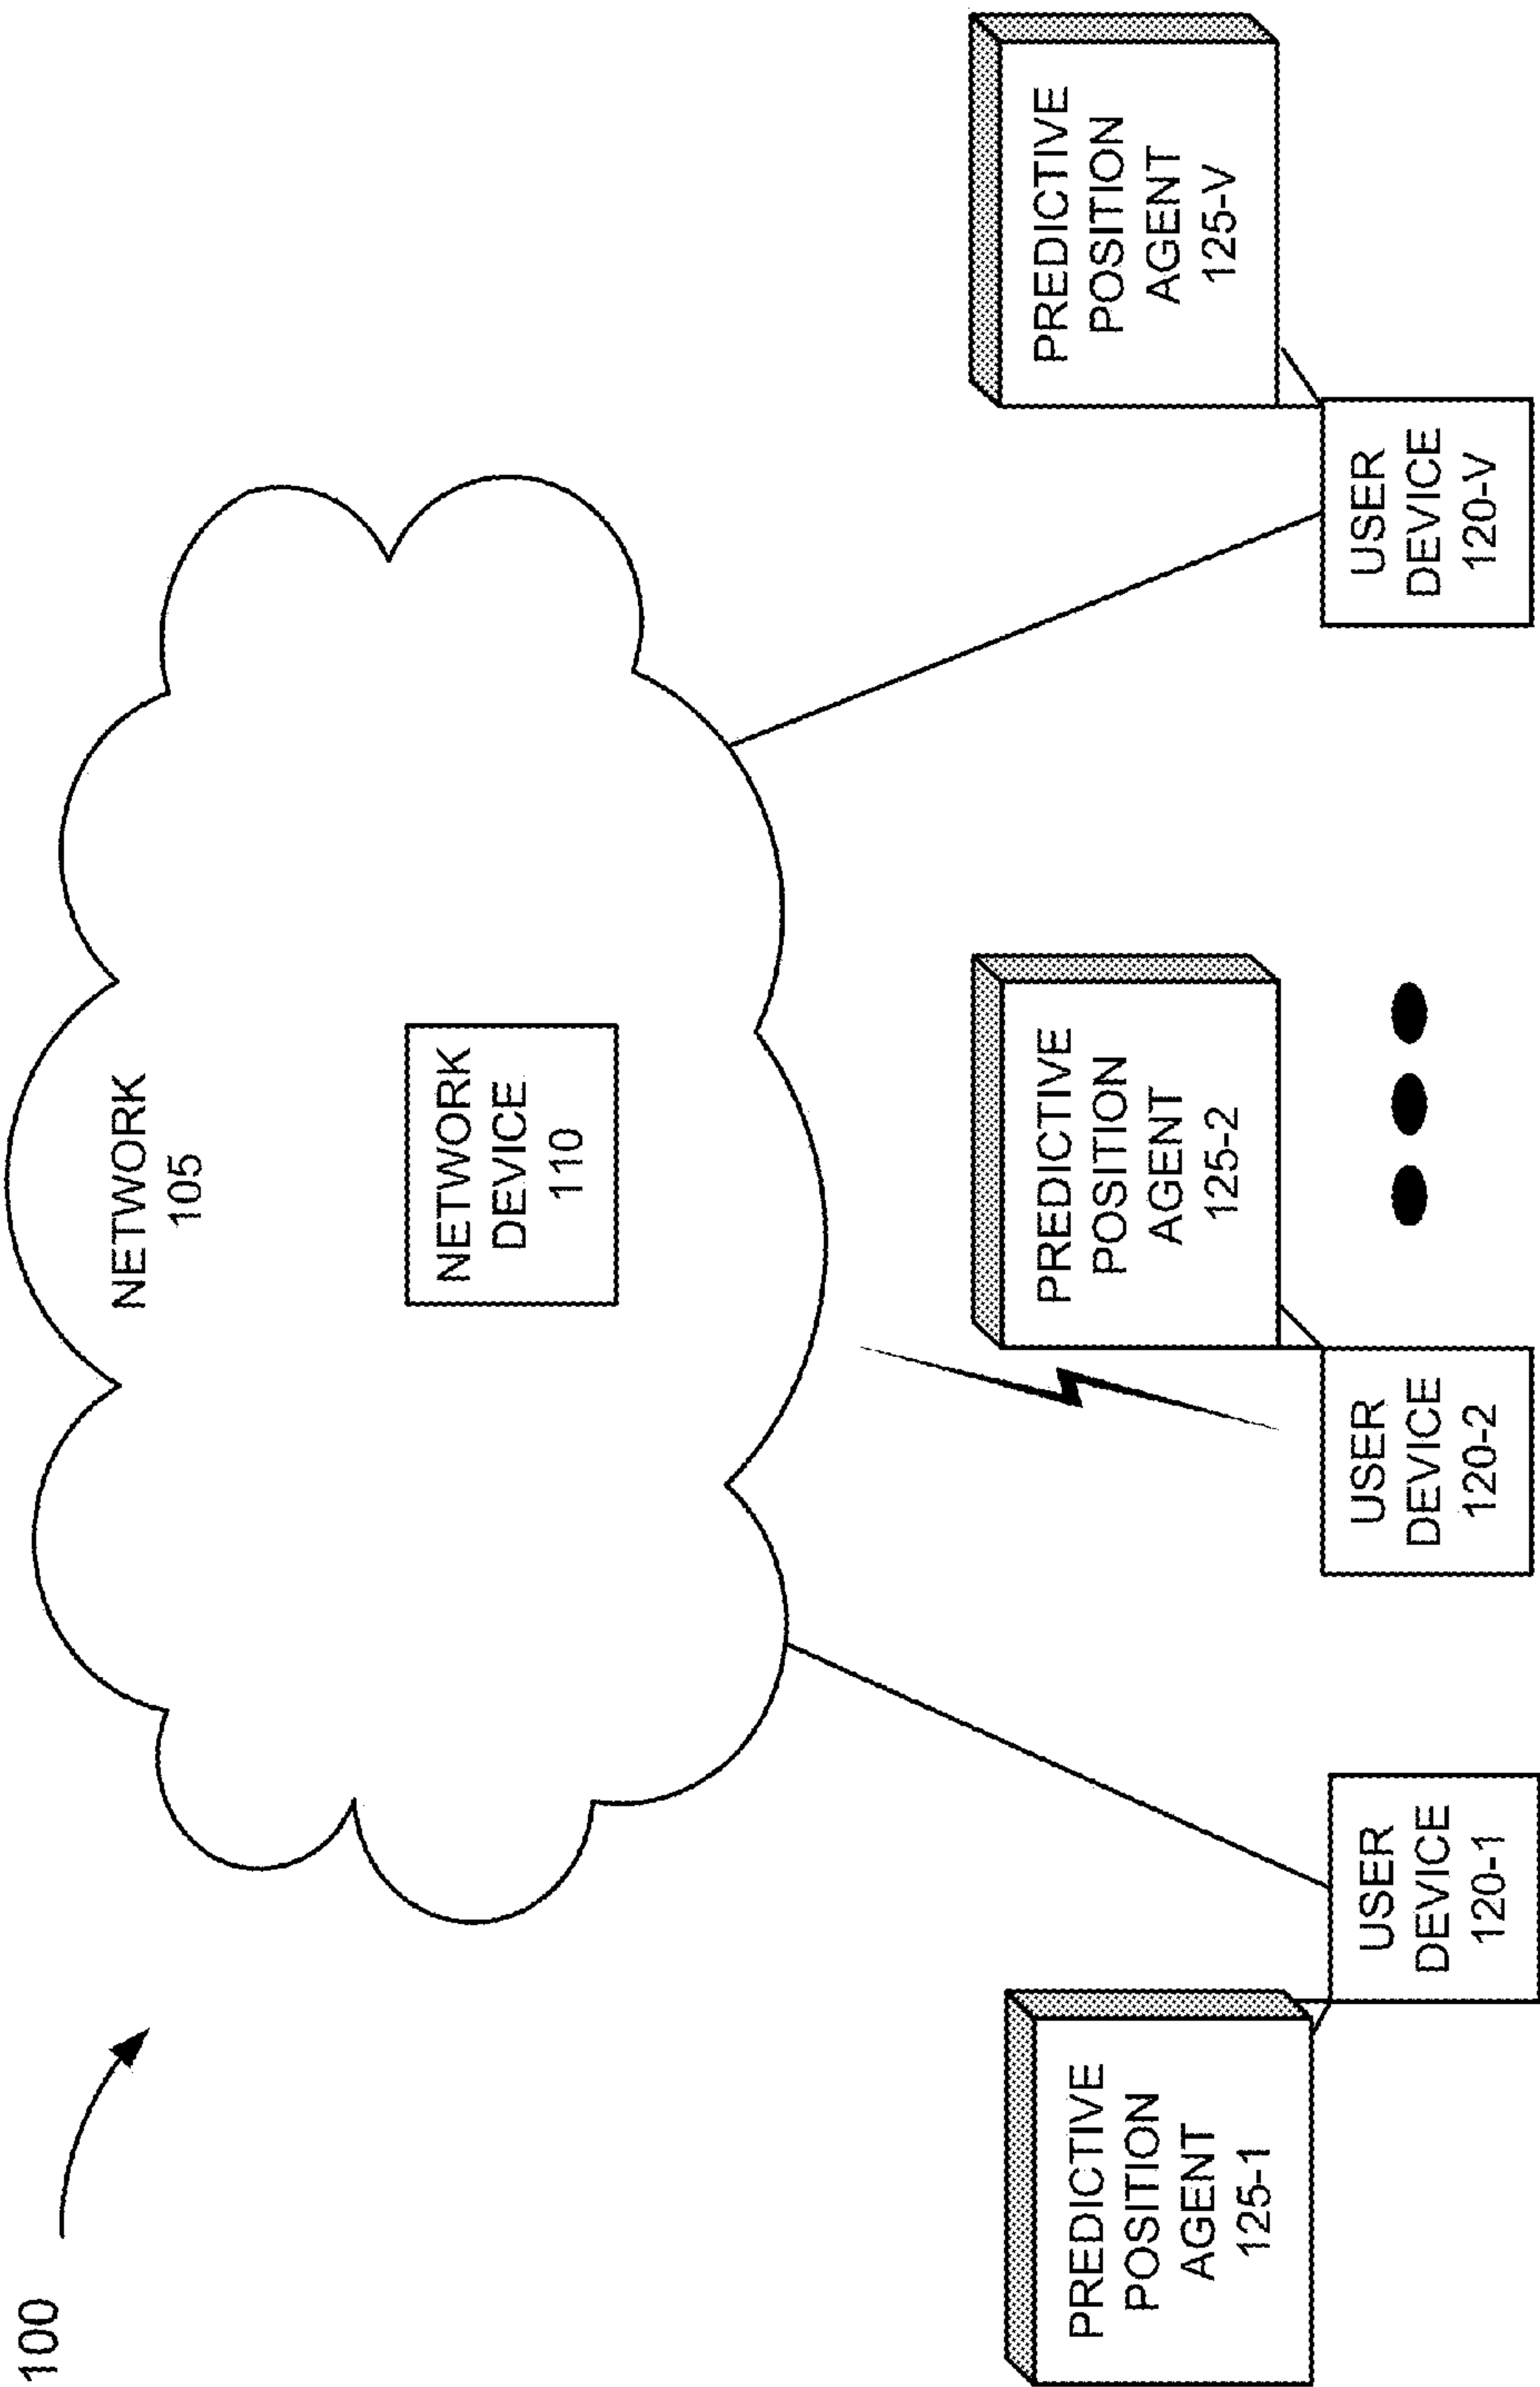 100
NETWORK
105
NETWORK
DEVICE
110
PREDICTIVE
POSITION
AGENT
125-1
USER
DEVICE
120-1
PREDICTIVE
POSITION
AGENT
125-2
USER
DEVICE
120-2
PREDICTIVE
POSITION
AGENT
125-V
USER
DEVICE
120-V